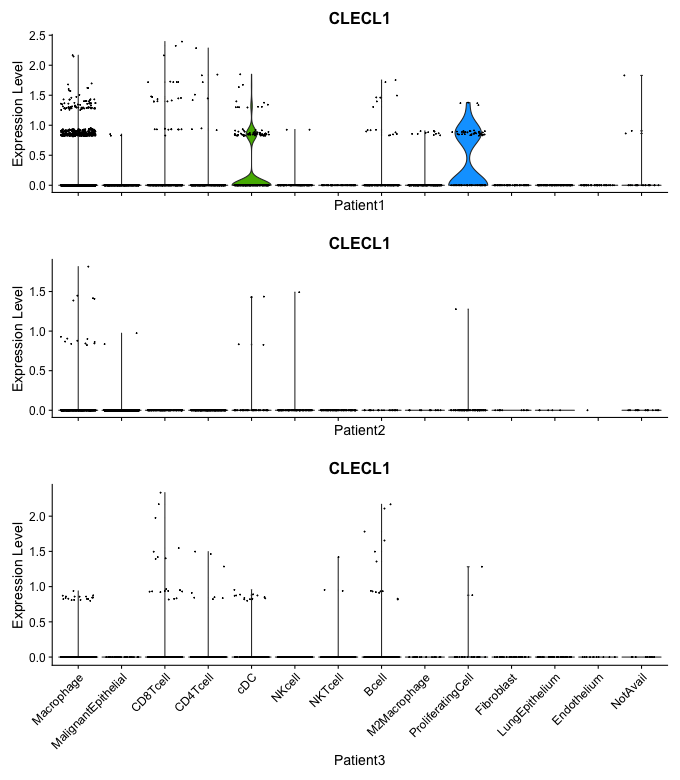 CLECL1
Expression Level
2.5
2.0
1.5
1.0
0.5
0.0
Patient1
CLECL1
Expression Level
1.5
1.0
0.5
0.0
Patient2
CLECL1
Expression Level
2.0
1.5
1.0
0.5
0.0
Macrophage
MalignantEpithelial
CD8Tcell
CD4Tcell
cDC
NKcell
NKTcell
Bcell
M2Macrophage
ProliferatingCell
Fibroblast
LungEpithelium
Endothelium
NotAvail
Patient3